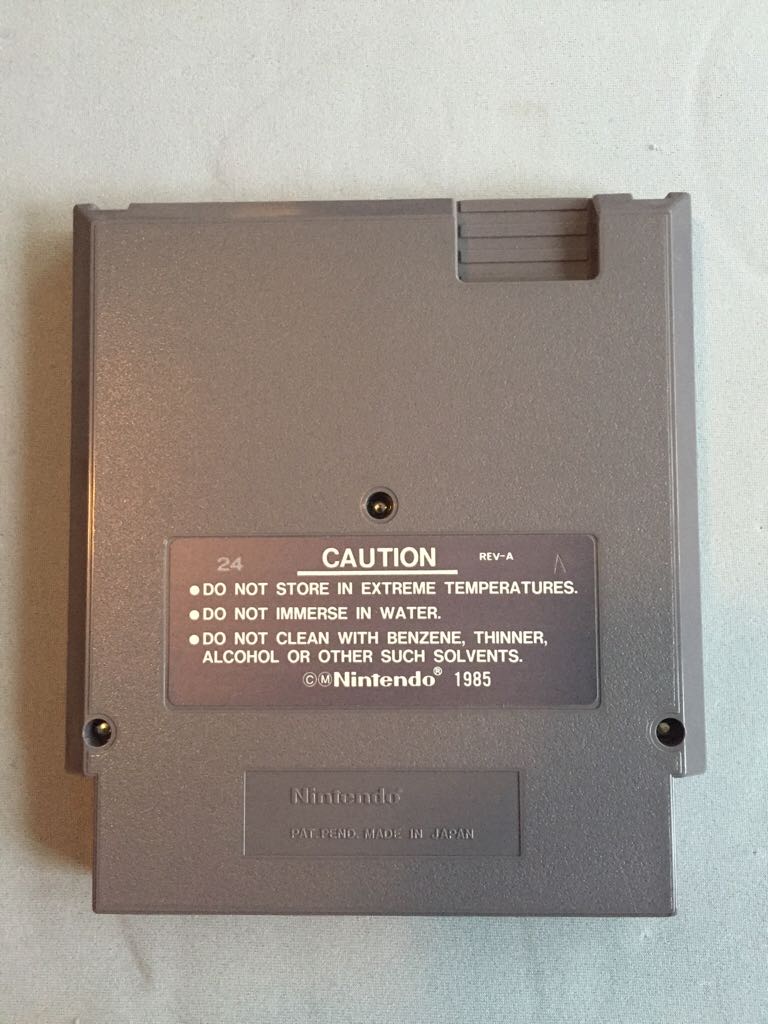 24 CAUTION REV-A A
●DO NOT STORE IN EXTREME TEMPERATURES.
●DO NOT IMMERSE IN WATER.
●DO NOT CLEAN WITH BENZENE, THINNER,
ALCOHOL OR OTHER SUCH SOLVENTS.
ⒸⓂNintendo® 1985
Nintendo®
PAT.PEND. MADE IN JAPAN